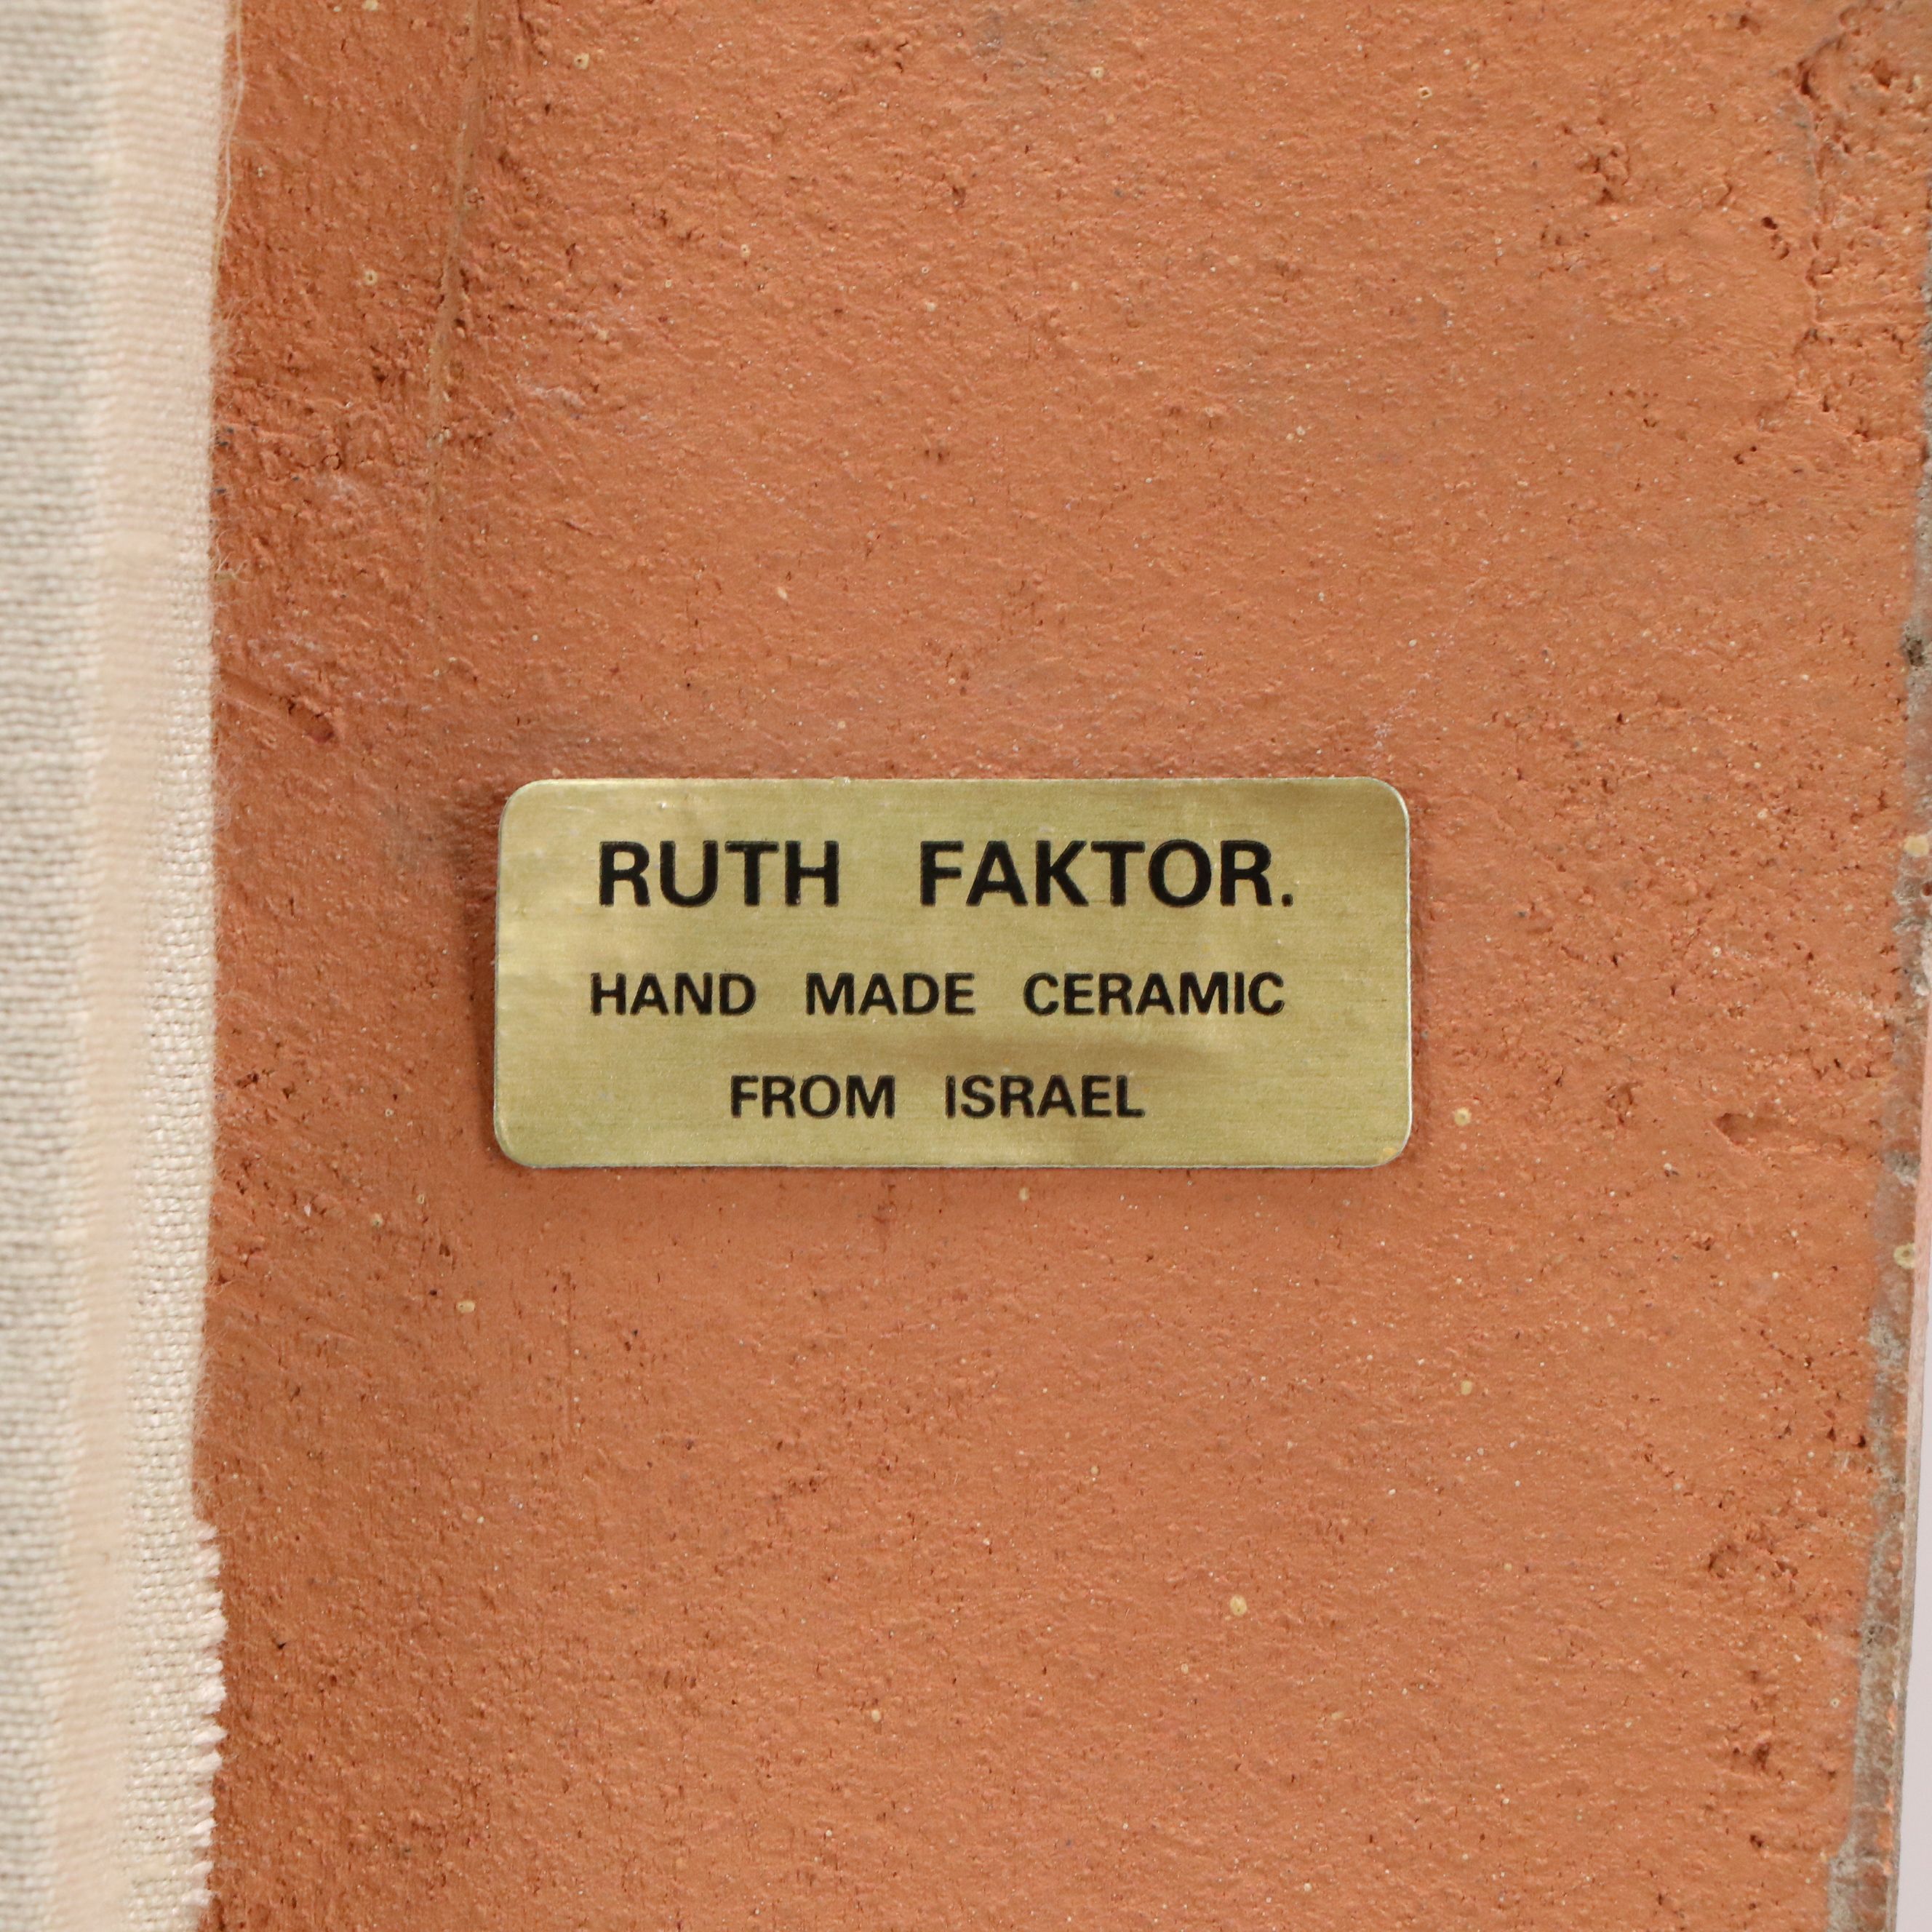 RUTH FAKTOR.
HAND MADE CERAMIC
FROM ISRAEL